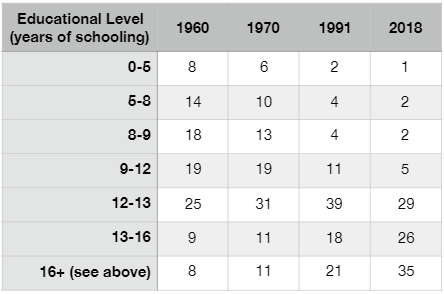 Educational Level (years of schooling) 1960 1970 1991 2018
0-5 8 6 2 1
5-8 14 10 4 2
8-9 18 13 4 2
9-12 19 19 11 5
12-13 25 31 39 29
13-16 9 11 18 26
16+ (see above) 8 11 21 35